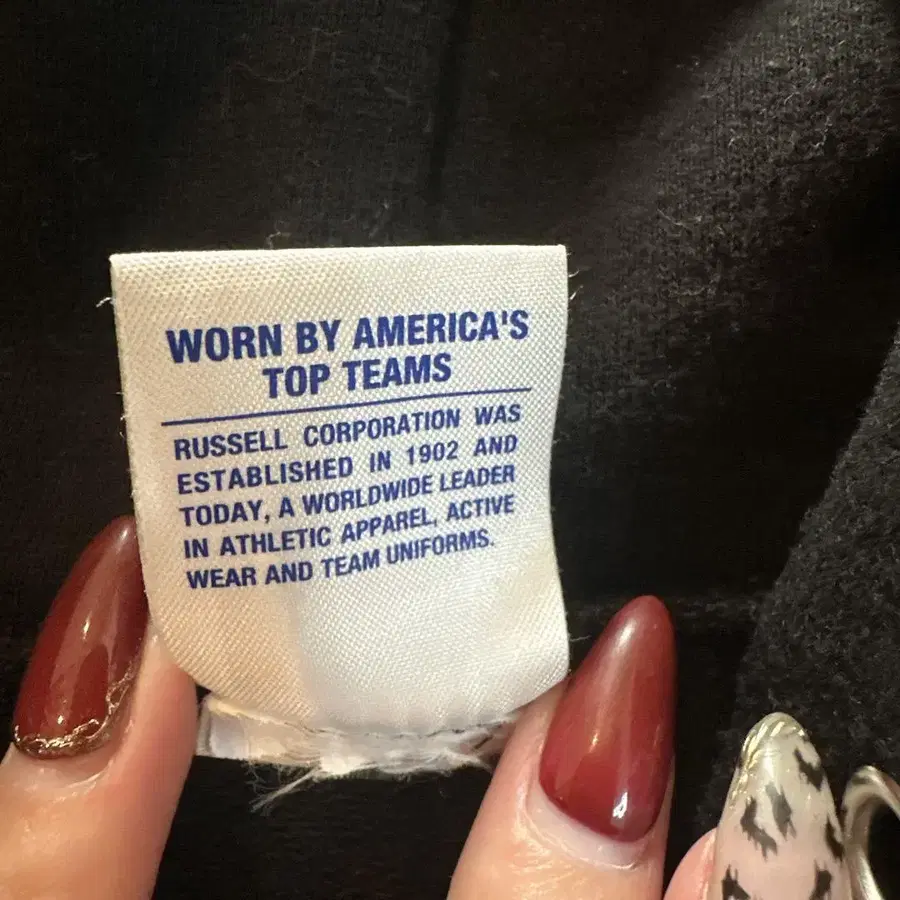 WORN BY AMERICA'S
TOP TEAMS
RUSSELL CORPORATION WAS
ESTABLISHED IN 1902 AND
TODAY, A WORLDWIDE LEADER
IN ATHLETIC APPAREL, ACTIVE
WEAR AND TEAM UNIFORMS.